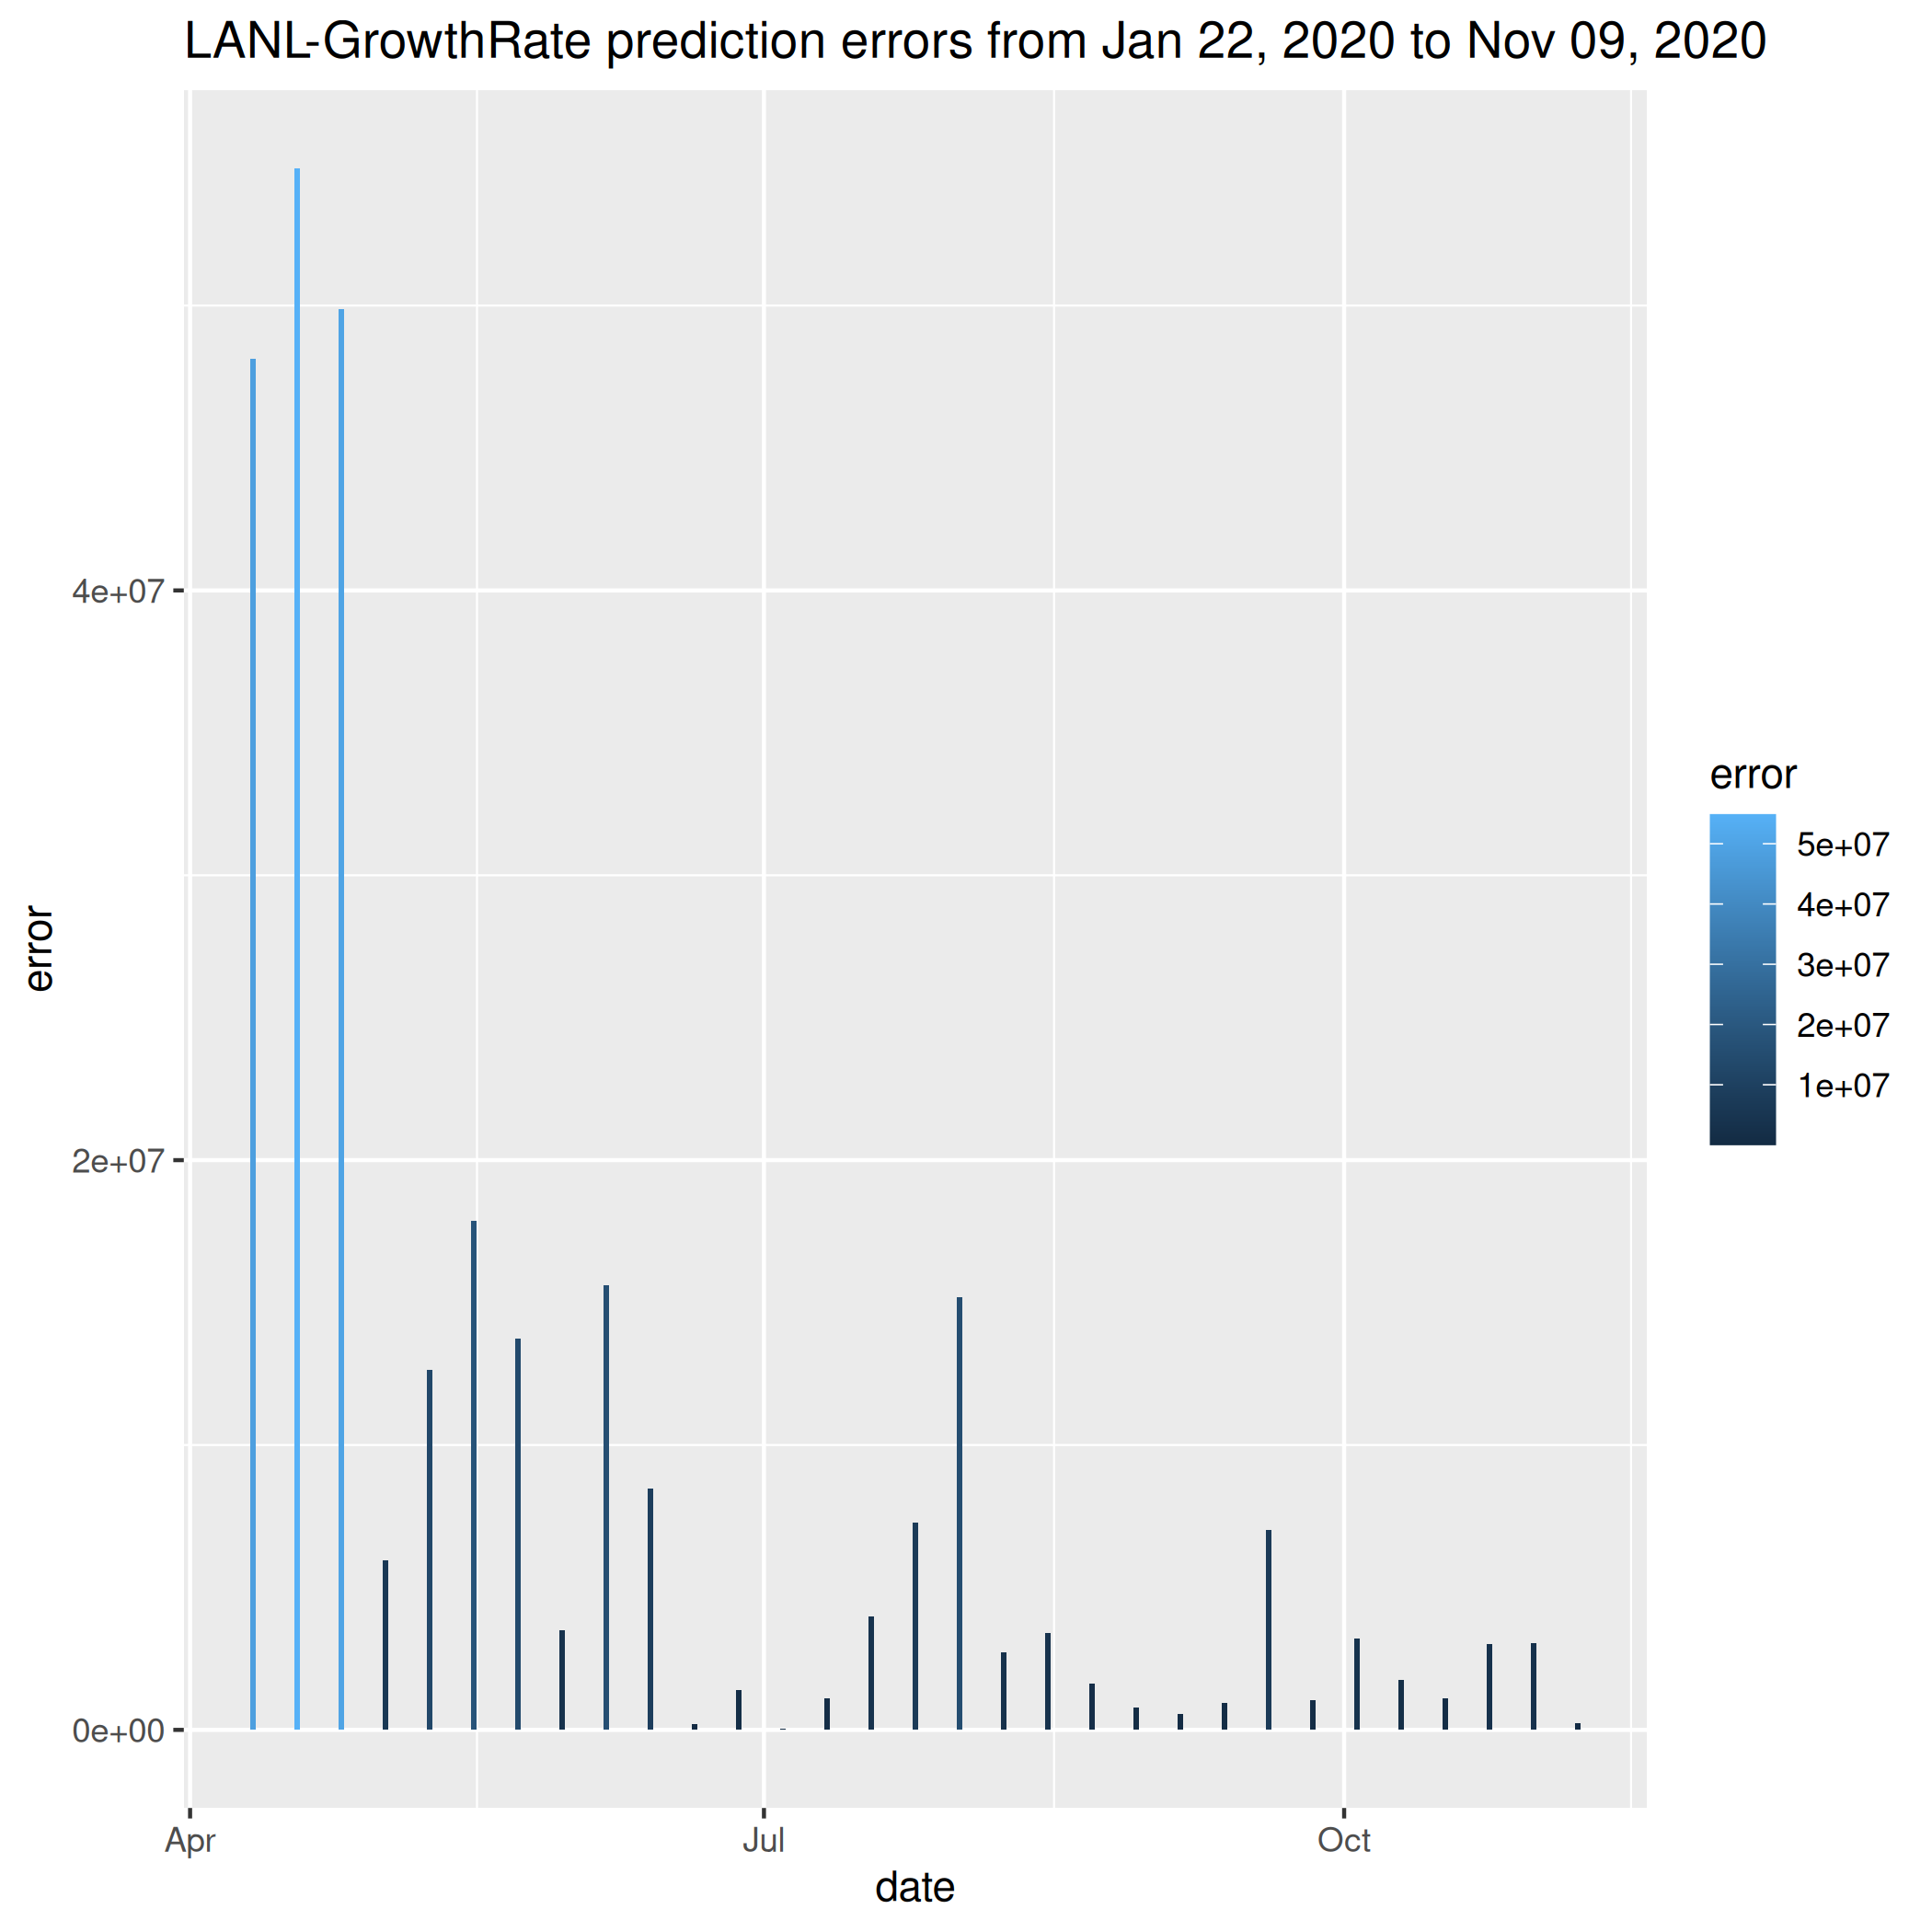 LANL-GrowthRate prediction errors from Jan 22, 2020 to Nov 09, 2020
error
4e+07
2e+07
0e+00
Apr
Jul
Oct
date
error
5e+07
4e+07
3e+07
2e+07
1e+07